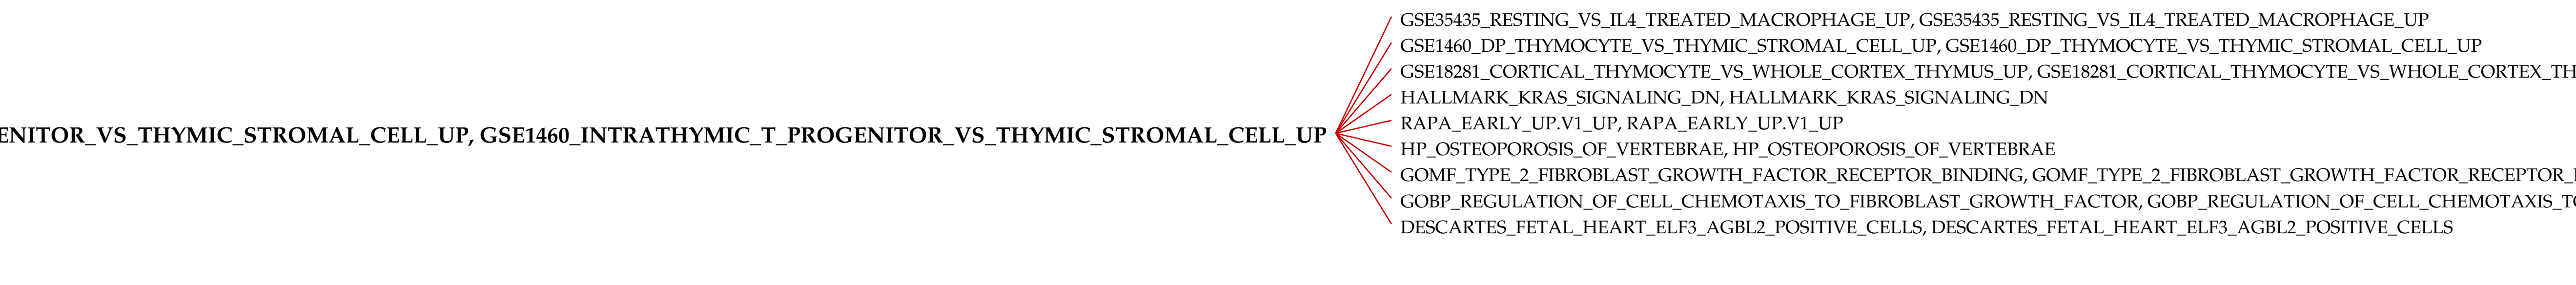 GSE35435_RESTING_VS_IL4_TREATED_MACROPHAGE_UP, GSE35435_RESTING_VS_IL4_TREATED_MACROPHAGE_UP
GSE1460_DP_THYMOCYTE_VS_THYMIC_STROMAL_CELL_UP, GSE1460_DP_THYMOCYTE_VS_THYMIC_STROMAL_CELL_UP
GSE18281_CORTICAL_THYMOCYTE_VS_WHOLE_CORTEX_THYMUS_UP, GSE18281_CORTICAL_THYMOCYTE_VS_WHOLE_CORTEX_TH
HALLMARK_KRAS_SIGNALING_DN, HALLMARK_KRAS_SIGNALING_DN
RAPA_EARLY_UP.V1_UP, RAPA_EARLY_UP.V1_UP
ENITOR_VS_THYMIC_STROMAL_CELL_UP, GSE1460_INTRATHYMIC_T_PROGENITOR_VS_THYMIC_STROMAL_CELL_UP
HP_OSTEOPOROSIS_OF_VERTEBRAE, HP_OSTEOPOROSIS_OF_VERTEBRAE
GOMF_TYPE_2_FIBROBLAST_GROWTH_FACTOR_RECEPTOR_BINDING, GOMF_TYPE_2_FIBROBLAST_GROWTH_FACTOR_RECEPTOR_
GOBP_REGULATION_OF_CELL_CHEMOTAXIS_TO_FIBROBLAST_GROWTH_FACTOR, GOBP_REGULATION_OF_CELL_CHEMOTAXIS_TO
DESCARTES_FETAL_HEART_ELF3_AGBL2_POSITIVE_CELLS, DESCARTES_FETAL_HEART_ELF3_AGBL2_POSITIVE_CELLS